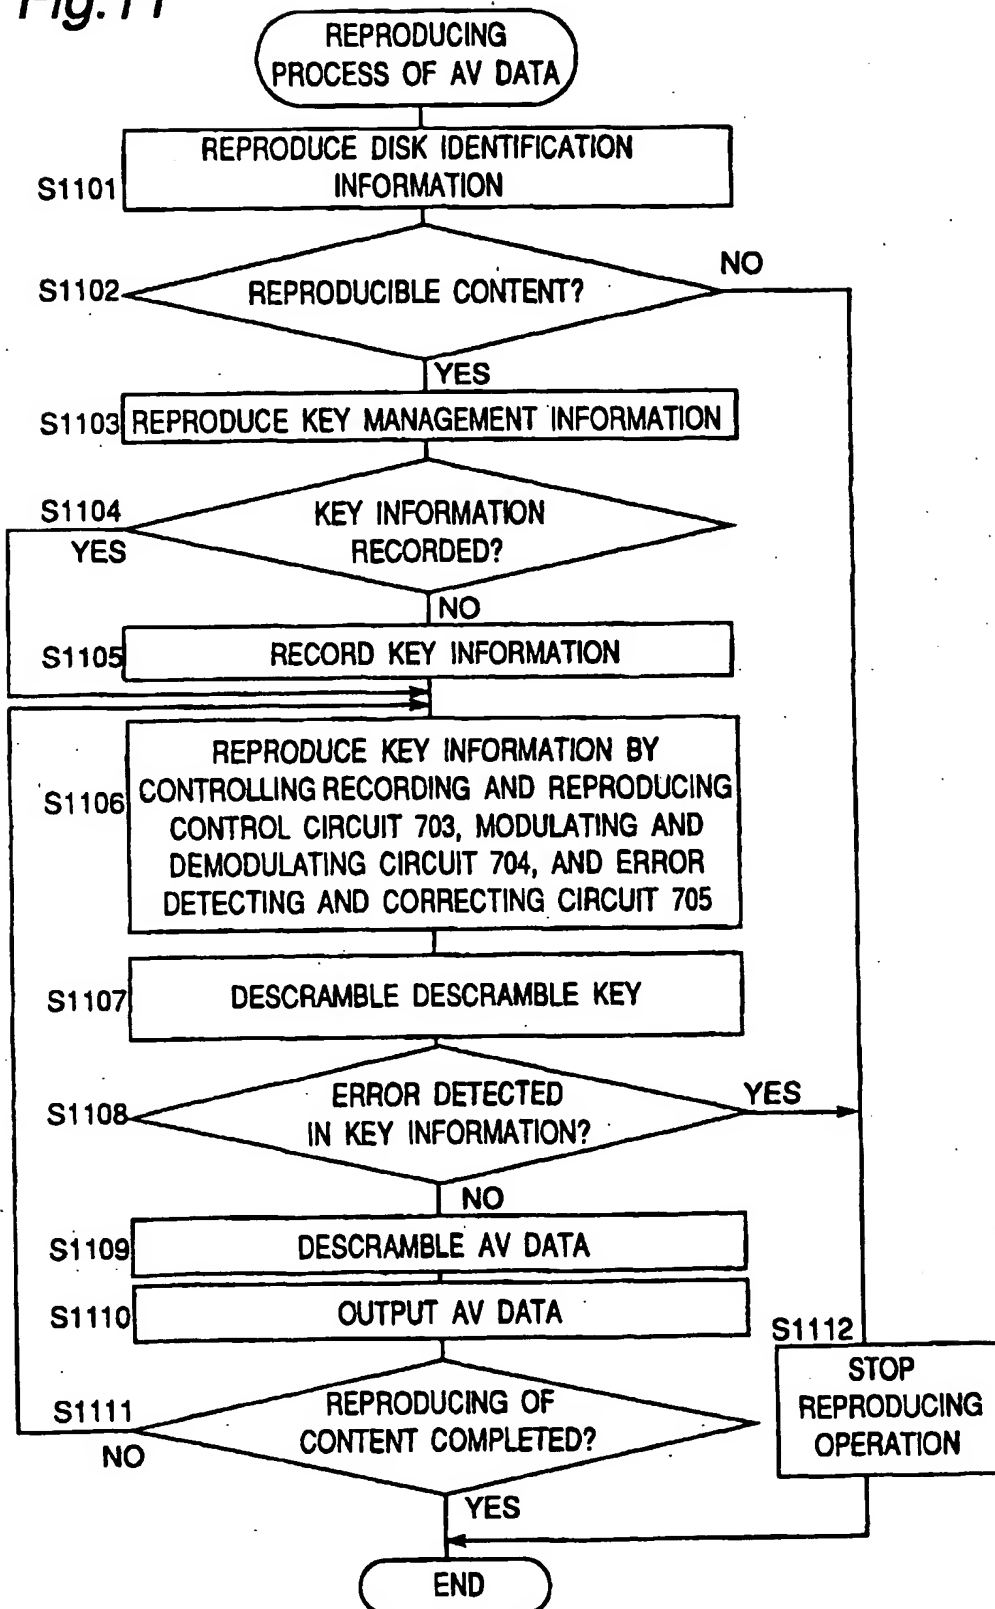 Fig. 11
REPRODUCING
PROCESS OF AV DATA
REPRODUCE DISK IDENTIFICATION
INFORMATION
S1101
S1102
REPRODUCIBLE CONTENT?
NO
YES
S1103
REPRODUCE KEY MANAGEMENT INFORMATION
S1104
KEY INFORMATION
RECORDED?
YES
NO
S1105
RECORD KEY INFORMATION
S1106
REPRODUCE KEY INFORMATION BY
CONTROLLING RECORDING AND REPRODUCING
CONTROL CIRCUIT 703, MODULATING AND
DEMODULATING CIRCUIT 704, AND ERROR
DETECTING AND CORRECTING CIRCUIT 705
S1107
DESCRAMBLE DESCRAMBLE KEY
S1108
ERROR DETECTED
IN KEY INFORMATION?
YES
NO
S1109
DESCRAMBLE AV DATA
S1110
OUTPUT AV DATA
S1111
REPRODUCING OF
CONTENT COMPLETED?
NO
YES
S1112
STOP
REPRODUCING
OPERATION
END